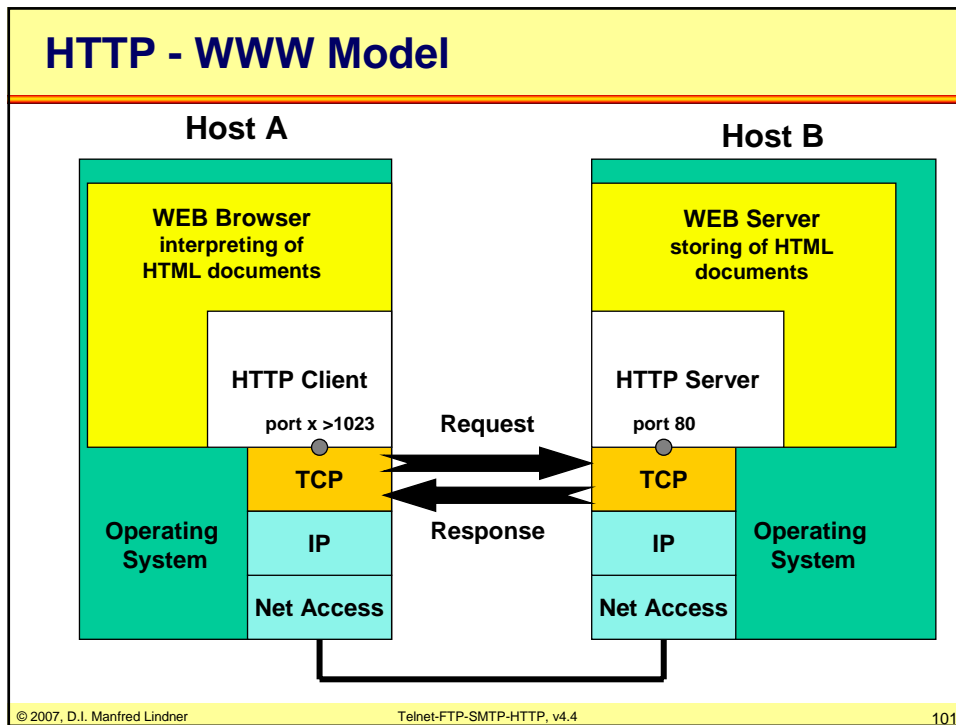 HTTP - WWW Model
Host A
Host B
WEB Browser
interpreting of
HTML documents
HTTP Client
port x >1023
TCP
IP
Net Access
Operating
System
Request
Response
WEB Server
storing of HTML
documents
HTTP Server
port 80
TCP
IP
Net Access
Operating
System
© 2007, D.I. Manfred Lindner
Telnet-FTP-SMTP-HTTP, v4.4
101